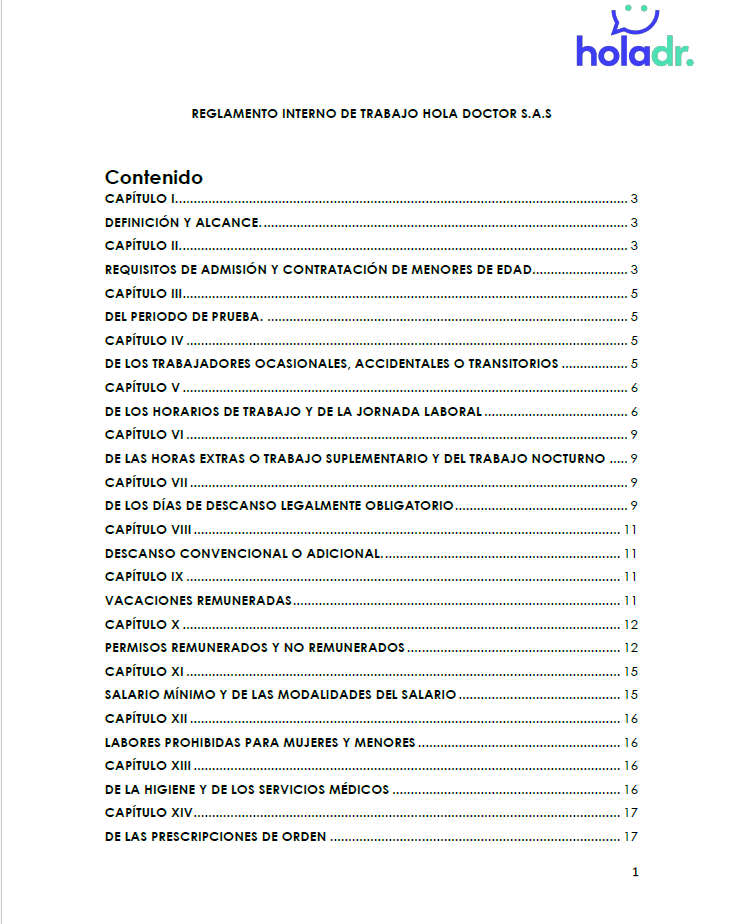 holadr.
REGLAMENTO INTERNO DE TRABAJO HOLA DOCTOR S.A.S
Contenido
CAPÍTULO I.................................................................................................................. 3
DEFINICIÓN Y ALCANCE. ............................................................................................ 3
CAPÍTULO II................................................................................................................. 3
REQUISITOS DE ADMISIÓN Y CONTRATACIÓN DE MENORES DE EDAD........................ 3
CAPÍTULO III................................................................................................................ 5
DEL PERIODO DE PRUEBA. ........................................................................................... 5
CAPÍTULO IV ............................................................................................................... 5
DE LOS TRABAJADORES OCASIONALES, ACCIDENTALES O TRANSITORIOS ................. 5
CAPÍTULO V ................................................................................................................ 6
DE LOS HORARIOS DE TRABAJO Y DE LA JORNADA LABORAL .................................... 6
CAPÍTULO VI ............................................................................................................... 9
DE LAS HORAS EXTRAS O TRABAJO SUPLEMENTARIO Y DEL TRABAJO NOCTURNO ..... 9
CAPÍTULO VII .............................................................................................................. 9
DE LOS DÍAS DE DESCANSO LEGALMENTE OBLIGATORIO........................................... 9
CAPÍTULO VIII ........................................................................................................... 11
DESCANSO CONVENCIONAL O ADICIONAL. ........................................................... 11
CAPÍTULO IX ............................................................................................................. 11
VACACIONES REMUNERADAS................................................................................... 11
CAPÍTULO X .............................................................................................................. 12
PERMISOS REMUNERADOS Y NO REMUNERADOS ...................................................... 12
CAPÍTULO XI ............................................................................................................. 15
SALARIO MÍNIMO Y DE LAS MODALIDADES DEL SALARIO ......................................... 15
CAPÍTULO XII ............................................................................................................ 16
LABORES PROHIBIDAS PARA MUJERES Y MENORES ................................................... 16
CAPÍTULO XIII ........................................................................................................... 16
DE LA HIGIENE Y DE LOS SERVICIOS MÉDICOS .......................................................... 16
CAPÍTULO XIV........................................................................................................... 17
DE LAS PRESCRIPCIONES DE ORDEN ......................................................................... 17
1